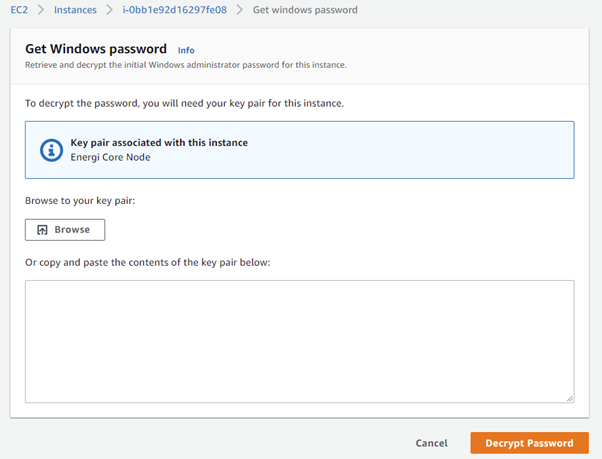 EC2 > Instances > i-0bb1e92d16297fe08 > Get windows password
Get Windows password Info
Retrieve and decrypt the initial Windows administrator password for this instance.
To decrypt the password, you will need your key pair for this instance.
Key pair associated with this instance
Energi Core Node
Browse to your key pair:
Browse
Or copy and paste the contents of the key pair below:
Cancel Decrypt Password